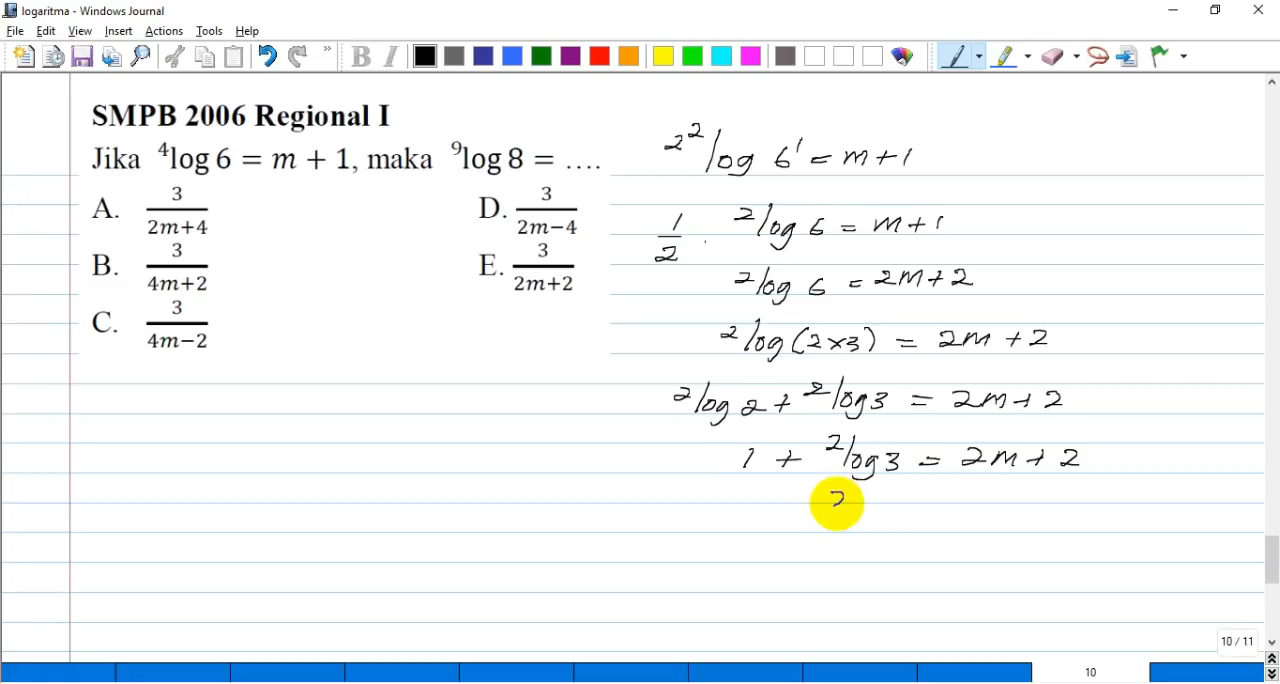 logaritma - Windows Journal
File Edit View Insert Actions Tools Help
SMPB 2006 Regional I
Jika ⁴log 6 = m + 1, maka ⁹log 8 = ....
A. 3/(2m+4)
B. 3/(4m+2)
C. 3/(4m−2)
D. 3/(2m−4)
E. 3/(2m+2)
2² log 6¹ = m+1
1/2 . ²log 6 = m+1
²log 6 = 2m+2
²log (2×3) = 2m+2
²log 2 + ²log 3 = 2m+2
1 + ²log 3 = 2m+2
2
10 / 11
10